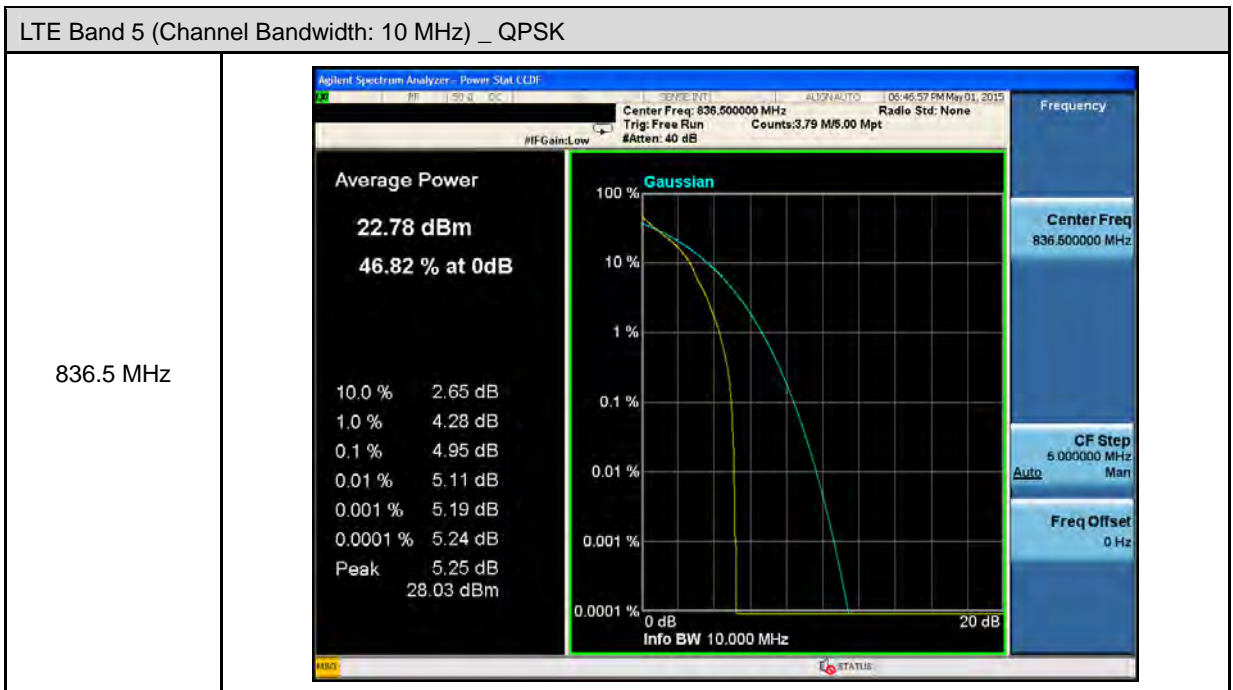 LTE Band 5 (Channel Bandwidth: 10 MHz) _ QPSK
836.5 MHz
Agilent Spectrum Analyzer - Power Stat CCDF
RF
50 Ω
DC
SENSE:INT
ALIGN AUTO
06:46:57 PM May 01, 2015
Center Freq: 836.500000 MHz
Radio Std: None
Trig: Free Run
Counts:3.79 M/5.00 Mpt
#IFGain:Low
#Atten: 40 dB
Average Power
22.78 dBm
46.82 % at 0dB
10.0 % 2.65 dB
1.0 % 4.28 dB
0.1 % 4.95 dB
0.01 % 5.11 dB
0.001 % 5.19 dB
0.0001 % 5.24 dB
Peak 5.25 dB
28.03 dBm
Gaussian
100 %
10 %
1 %
0.1 %
0.01 %
0.001 %
0.0001 %
0 dB
20 dB
Info BW 10.000 MHz
Frequency
Center Freq
836.500000 MHz
CF Step
5.000000 MHz
Auto Man
Freq Offset
0 Hz
MSG
STATUS